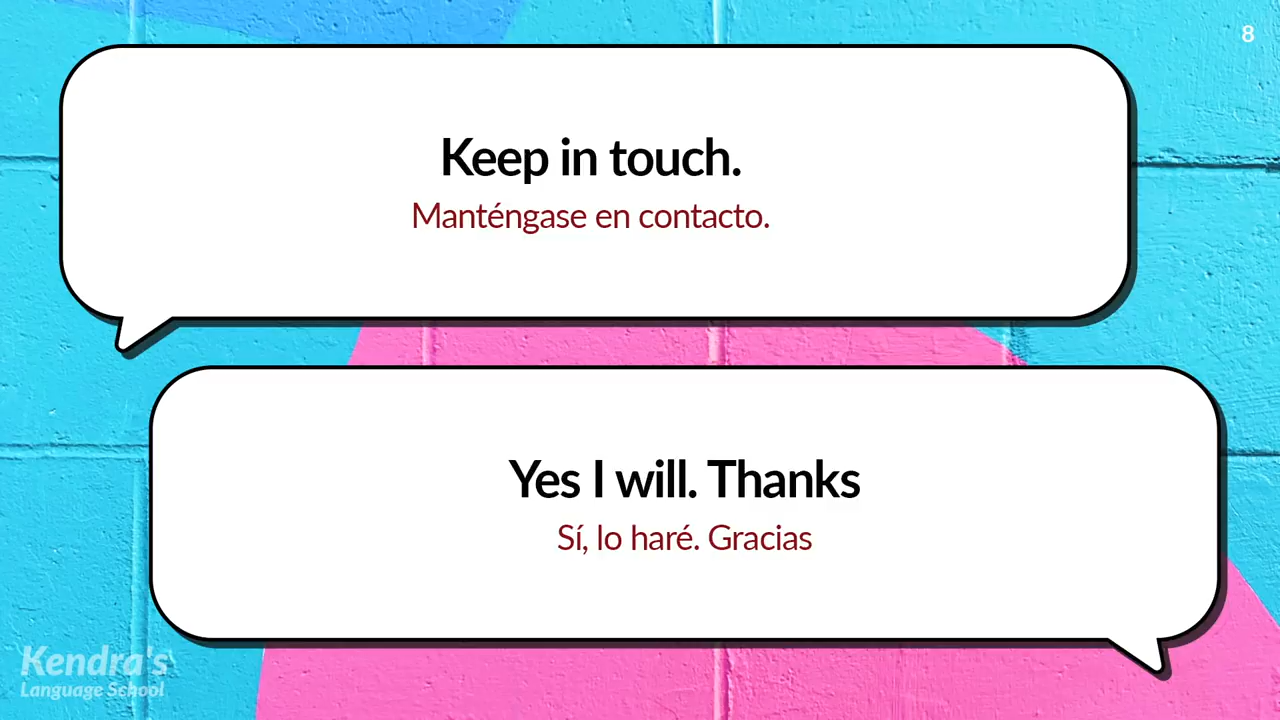 8
Keep in touch.
Manténgase en contacto.
Yes I will. Thanks
Sí, lo haré. Gracias
Kendra's
Language School